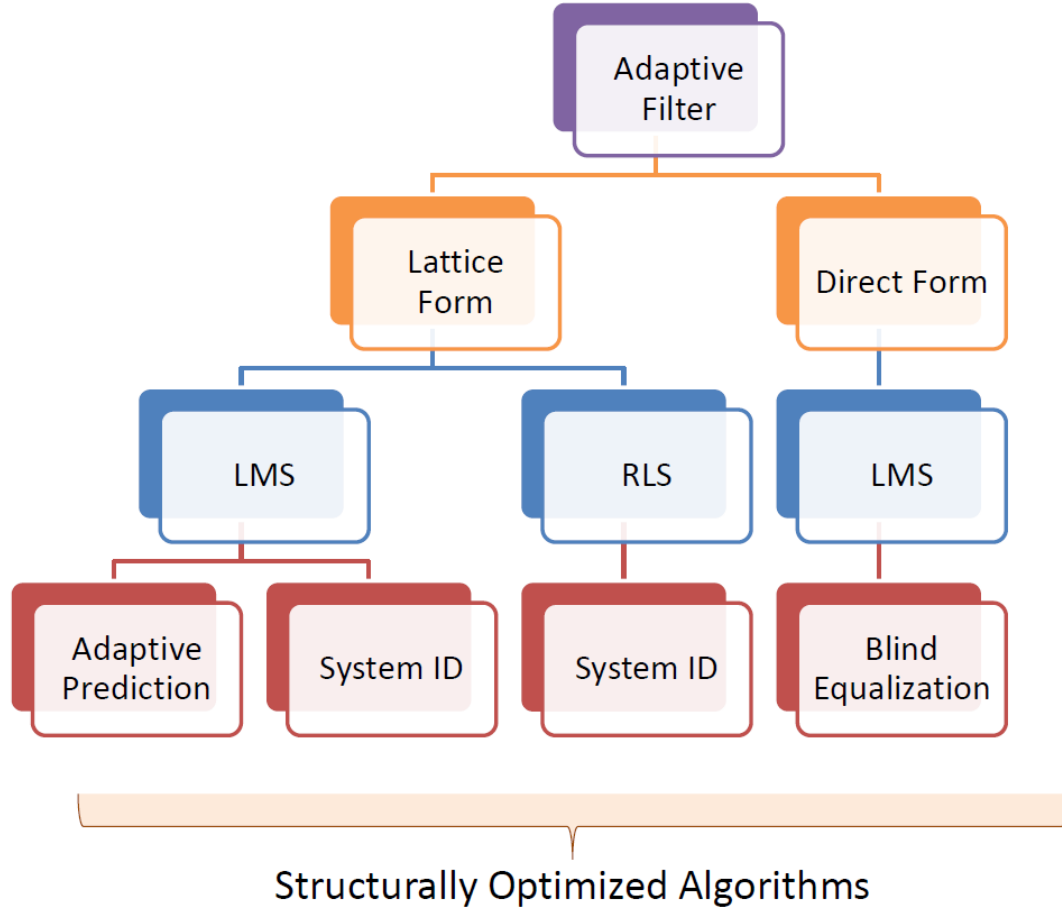 Adaptive
Filter
Lattice
Form
Direct Form
LMS
RLS
LMS
Adaptive
Prediction
System ID
System ID
Blind
Equalization
Structurally Optimized Algorithms